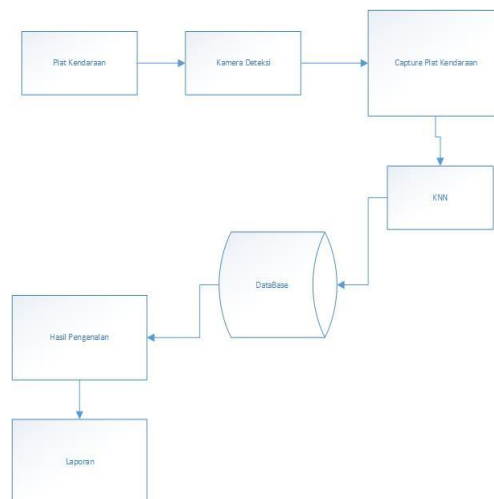 Plat Kendaraan
Kamera Deteksi
Capture Plat Kendaraan
KNN
DataBase
Hasil Pengenalan
Laporan